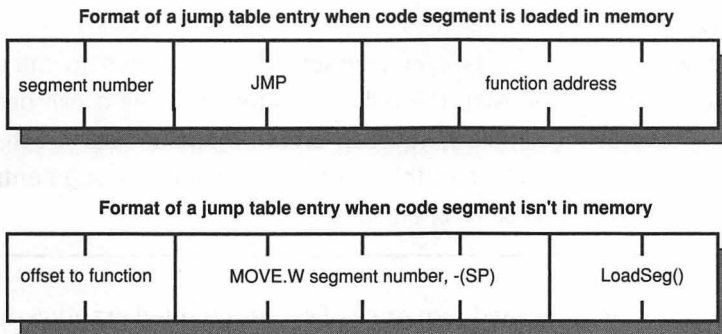 Format of a jump table entry when code segment is loaded in memory
segment number JMP function address
Format of a jump table entry when code segment isn't in memory
offset to function MOVE.W segment number, -(SP) LoadSeg()